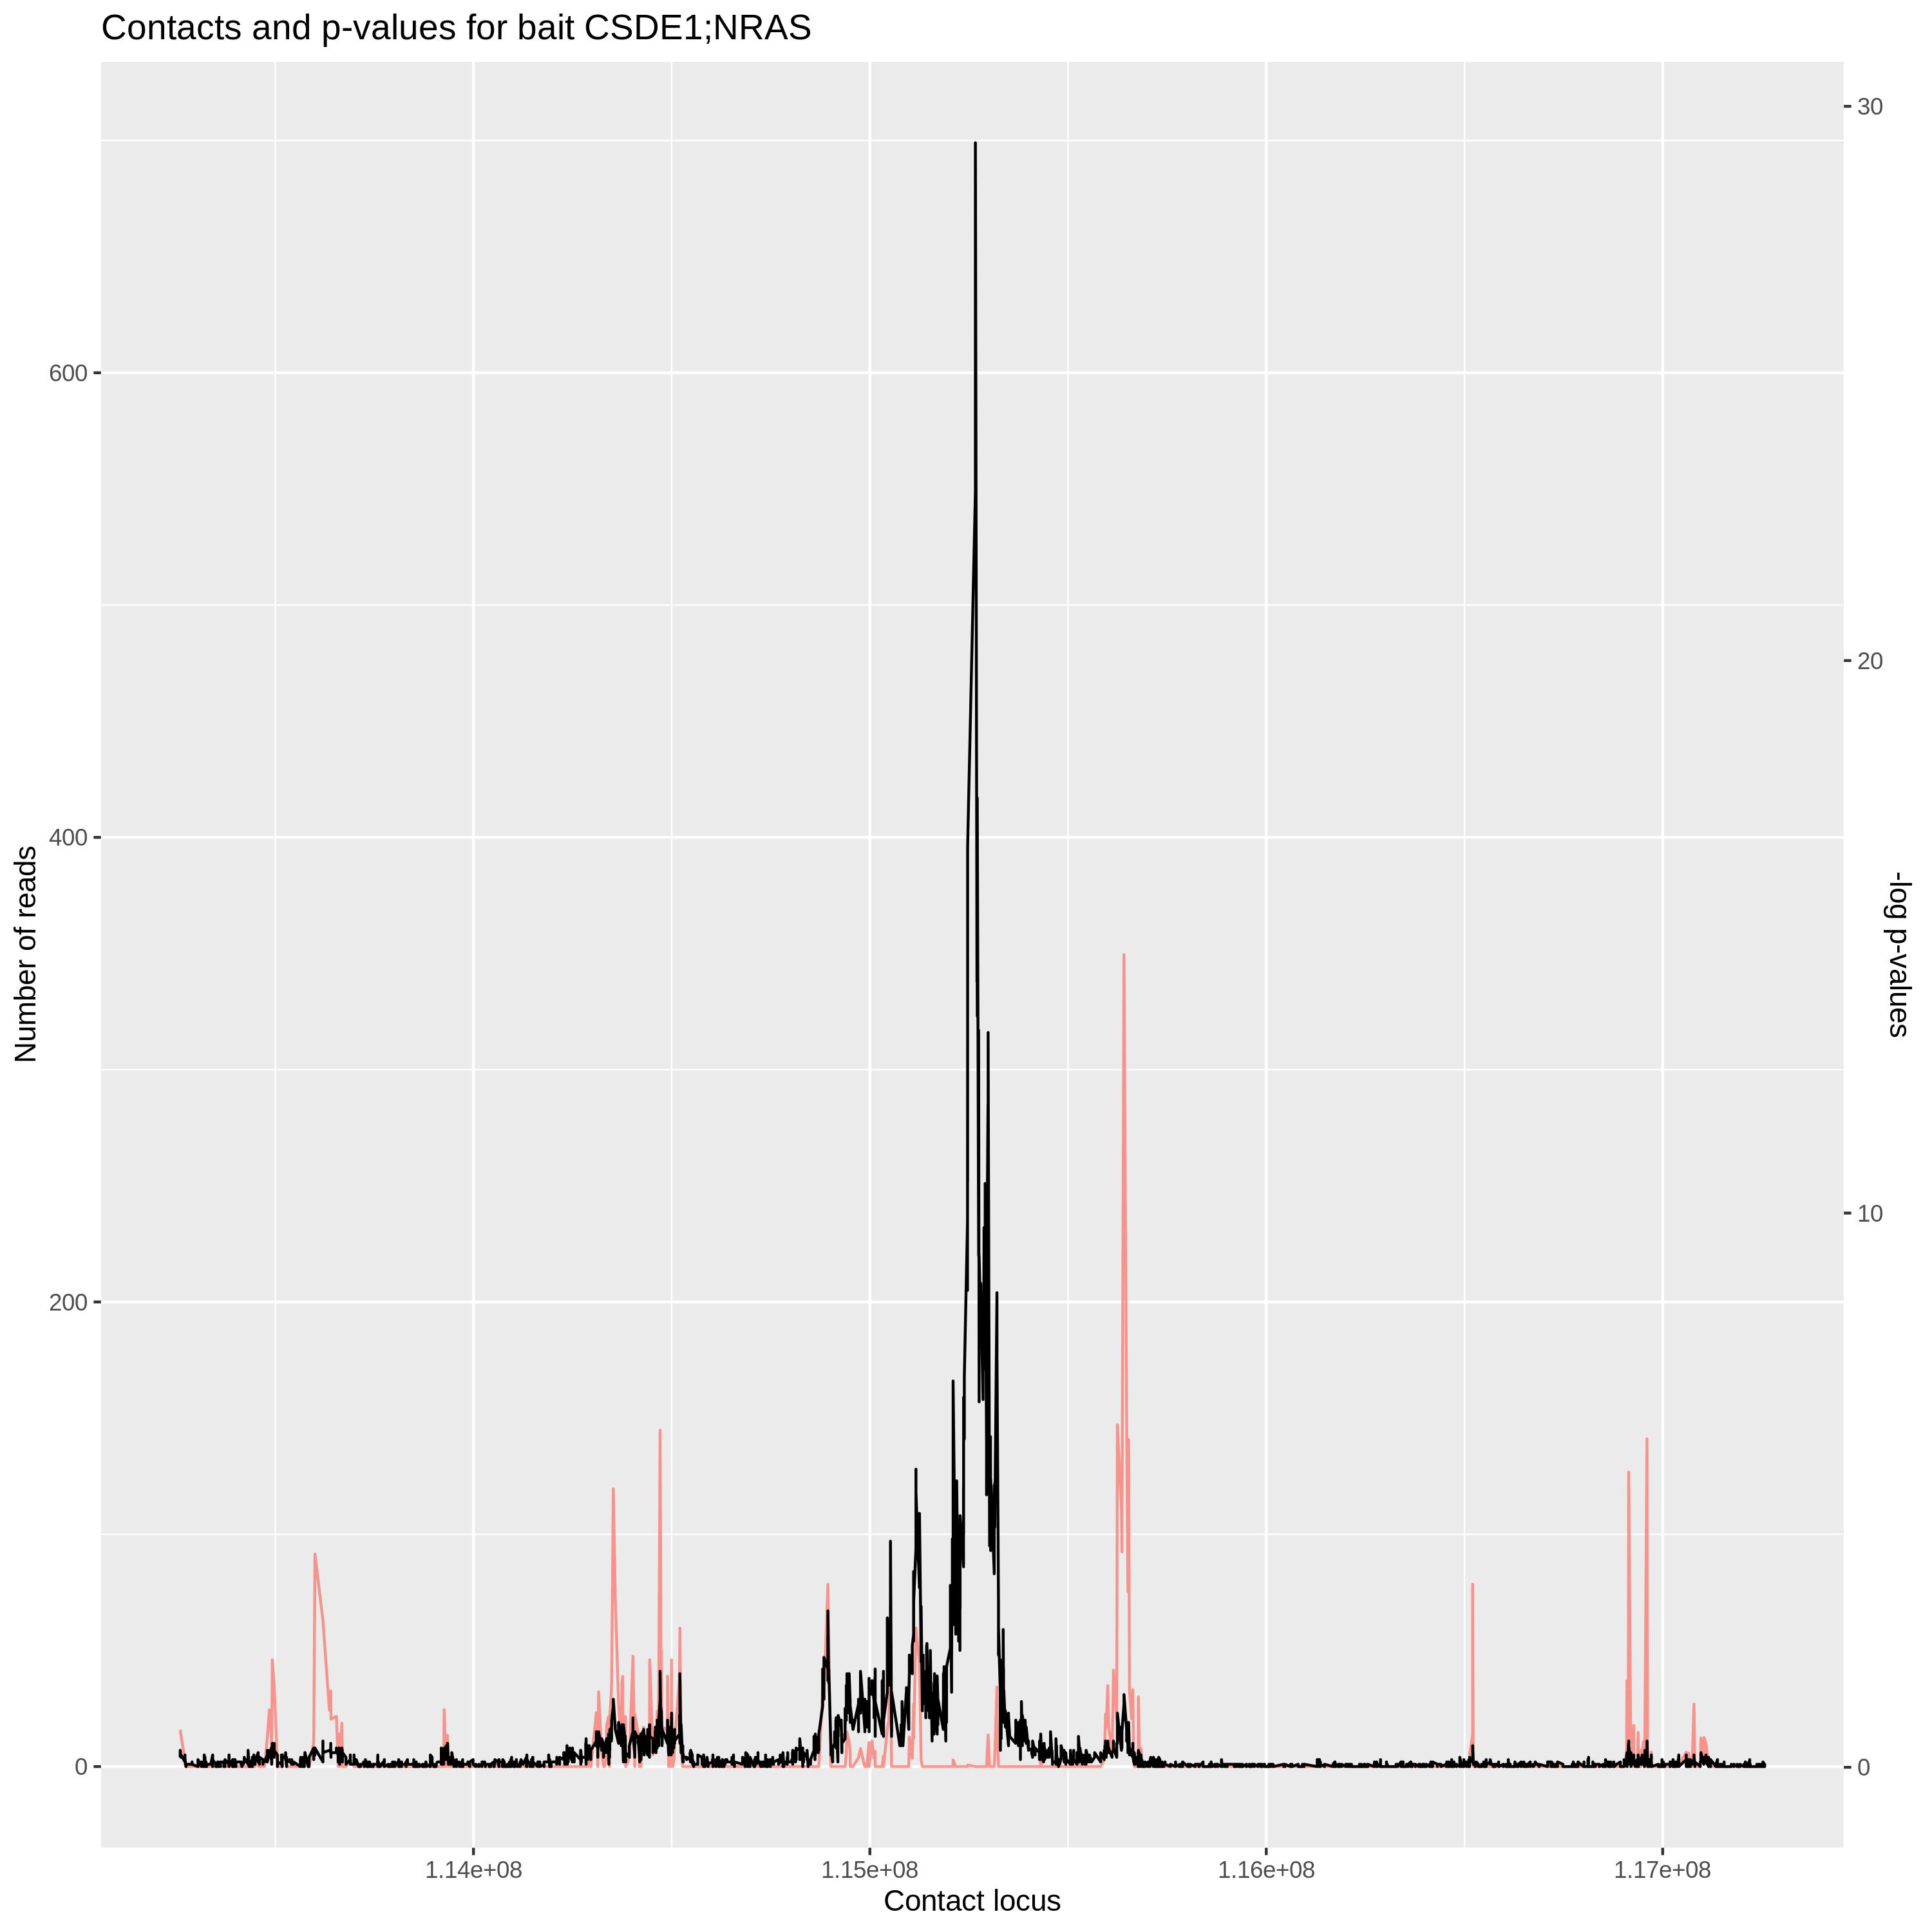 Contacts and p-values for bait CSDE1;NRAS
600
400
200
0
Number of reads
30
20
10
0
-log p-values
1.14e+08
1.15e+08
1.16e+08
1.17e+08
Contact locus